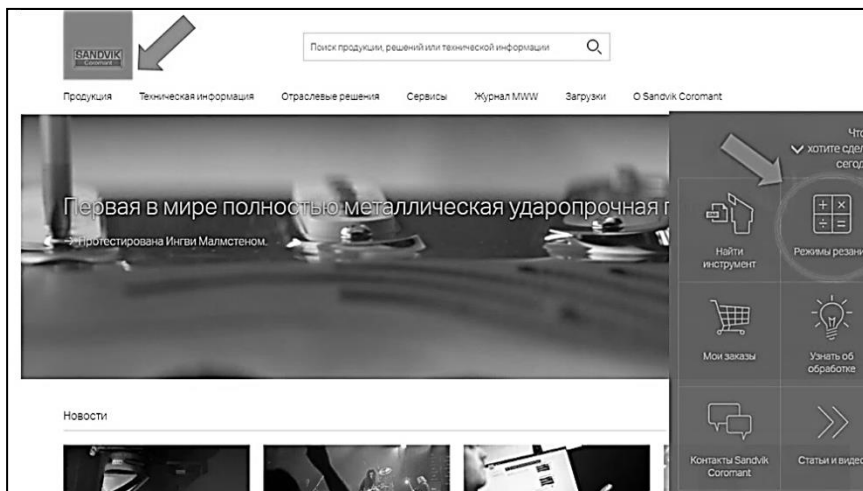 SANDVIK
Coromant
Поиск продукции, решений или технической информации
Продукция Техническая информация Отраслевые решения Сервисы Журнал MWW Загрузки О Sandvik Coromant
Что
хотите сдел
сегод
Первая в мире полностью металлическая ударопрочная г
→ Протестирована Ингви Малмстеном.
Найти
инструмент
Режимы резани
Мои заказы
Узнать об
обработке
Контакты Sandvik
Coromant
Статьи и видео
Новости